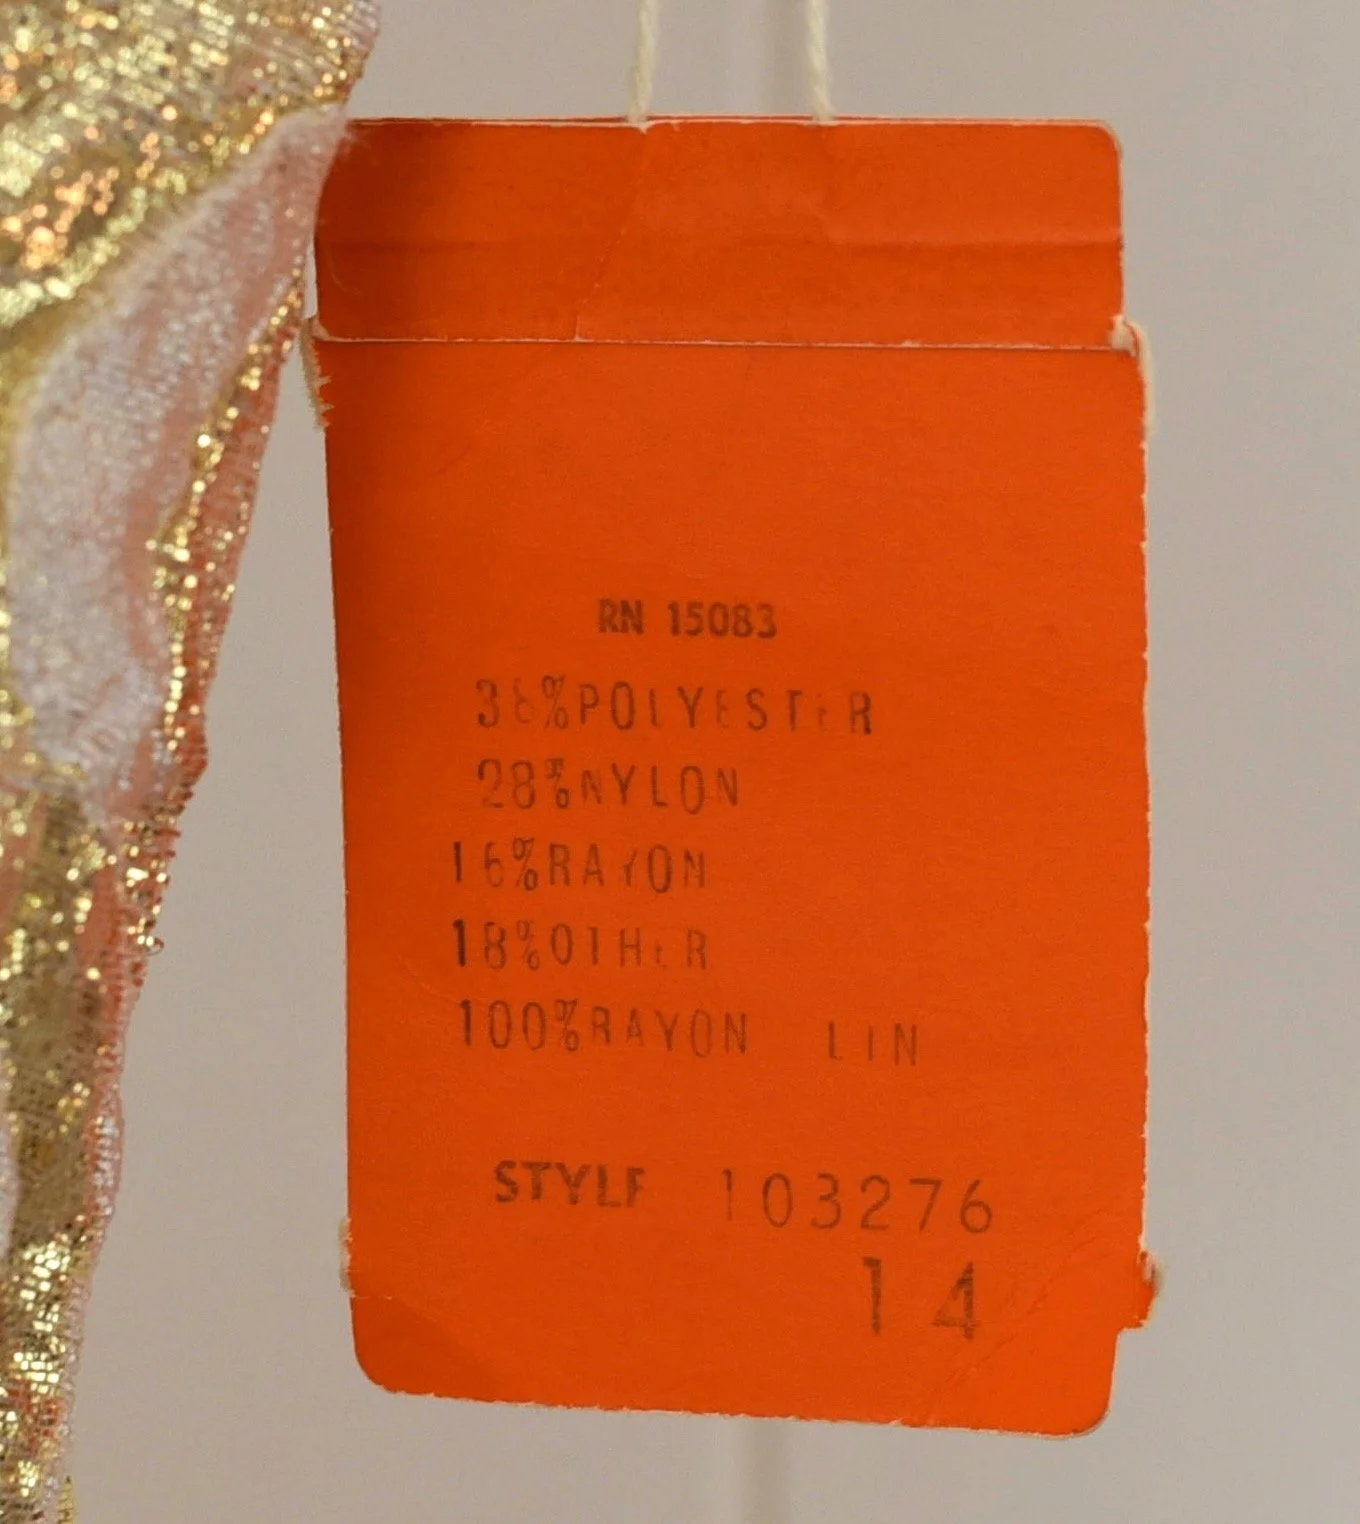 RN 15083
38%POLYESTER
28%NYLON
16%RAYON
18%OTHER
100%RAYON LIN
STYLE 103276
14